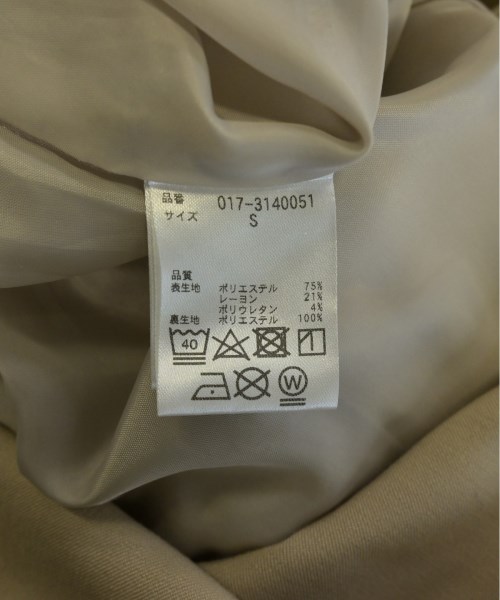 品番 017-3140051
サイズ S
品質
表生地 ポリエステル 75%
レーヨン 21%
ポリウレタン 4%
裏生地 ポリエステル 100%
40
W